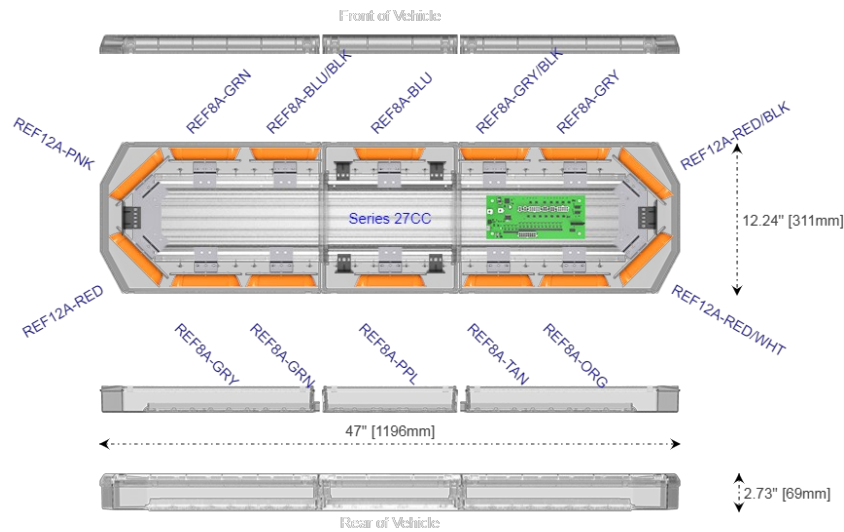 Front of Vehicle
REF8A-GRN
REF8A-BLU/BLK
REF8A-BLU
REF8A-GRY/BLK
REF8A-GRY
REF12A-PNK
REF12A-RED/BLK
Series 27CC
12.24" [311mm]
REF12A-RED
REF12A-RED/WHT
REF8A-GRY
REF8A-GRN
REF8A-PPL
REF8A-TAN
REF8A-ORG
47" [1196mm]
2.73" [69mm]
Rear of Vehicle